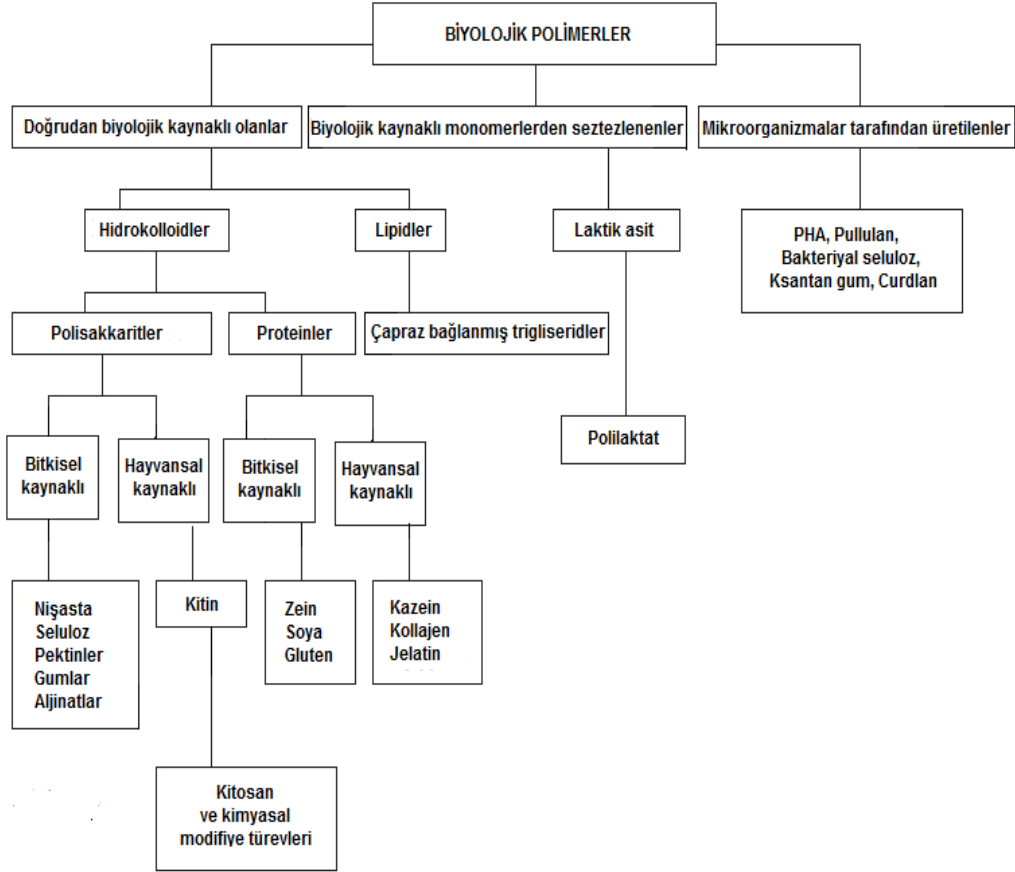 BİYOLOJİK POLİMERLER
Doğrudan biyolojik kaynaklı olanlar
Biyolojik kaynaklı monomerlerden seztezlenenler
Mikroorganizmalar tarafından üretilenler
Hidrokolloidler
Lipidler
Laktik asit
PHA, Pullulan,
Bakteriyal seluloz,
Ksantan gum, Curdlan
Polisakkaritler
Proteinler
Çapraz bağlanmış trigliseridler
Polilaktat
Bitkisel
kaynaklı
Hayvansal
kaynaklı
Bitkisel
kaynaklı
Hayvansal
kaynaklı
Nişasta
Seluloz
Pektinler
Gumlar
Aljinatlar
Kitin
Zein
Soya
Gluten
Kazein
Kollajen
Jelatin
Kitosan
ve kimyasal
modifiye türevleri